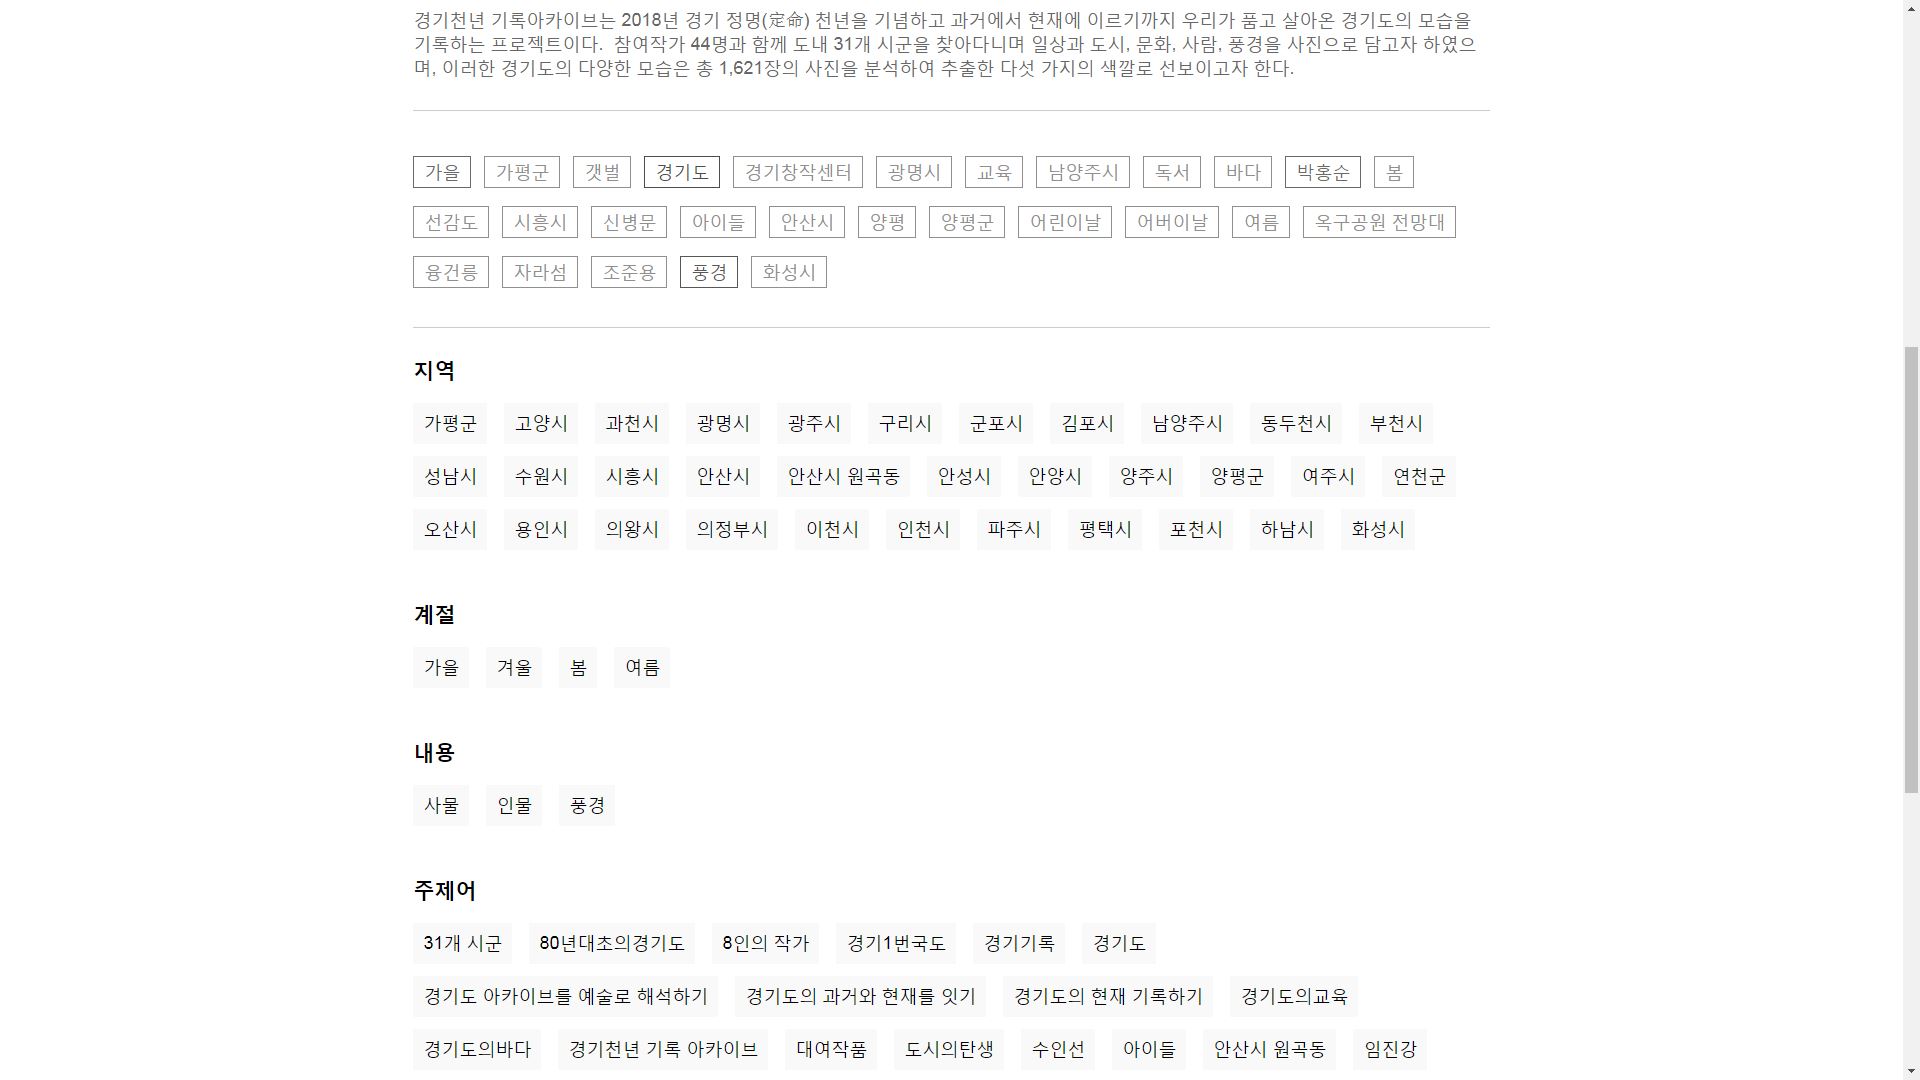 경기천년 기록아카이브는 2018년 경기 정명(定命) 천년을 기념하고 과거에서 현재에 이르기까지 우리가 품고 살아온 경기도의 모습을
기록하는 프로젝트이다. 참여작가 44명과 함께 도내 31개 시군을 찾아다니며 일상과 도시, 문화, 사람, 풍경을 사진으로 담고자 하였으
며, 이러한 경기도의 다양한 모습은 총 1,621장의 사진을 분석하여 추출한 다섯 가지의 색깔로 선보이고자 한다.
가을 가평군 갯벌 경기도 경기창작센터 광명시 교육 남양주시 독서 바다 박홍순 봄
선감도 시흥시 신병문 아이들 안산시 양평 양평군 어린이날 어버이날 여름 옥구공원 전망대
융건릉 자라섬 조준용 풍경 화성시
지역
가평군 고양시 과천시 광명시 광주시 구리시 군포시 김포시 남양주시 동두천시 부천시
성남시 수원시 시흥시 안산시 안산시 원곡동 안성시 안양시 양주시 양평군 여주시 연천군
오산시 용인시 의왕시 의정부시 이천시 인천시 파주시 평택시 포천시 하남시 화성시
계절
가을 겨울 봄 여름
내용
사물 인물 풍경
주제어
31개 시군 80년대초의경기도 8인의 작가 경기1번국도 경기기록 경기도
경기도 아카이브를 예술로 해석하기 경기도의 과거와 현재를 잇기 경기도의 현재 기록하기 경기도의교육
경기도의바다 경기천년 기록 아카이브 대여작품 도시의탄생 수인선 아이들 안산시 원곡동 임진강